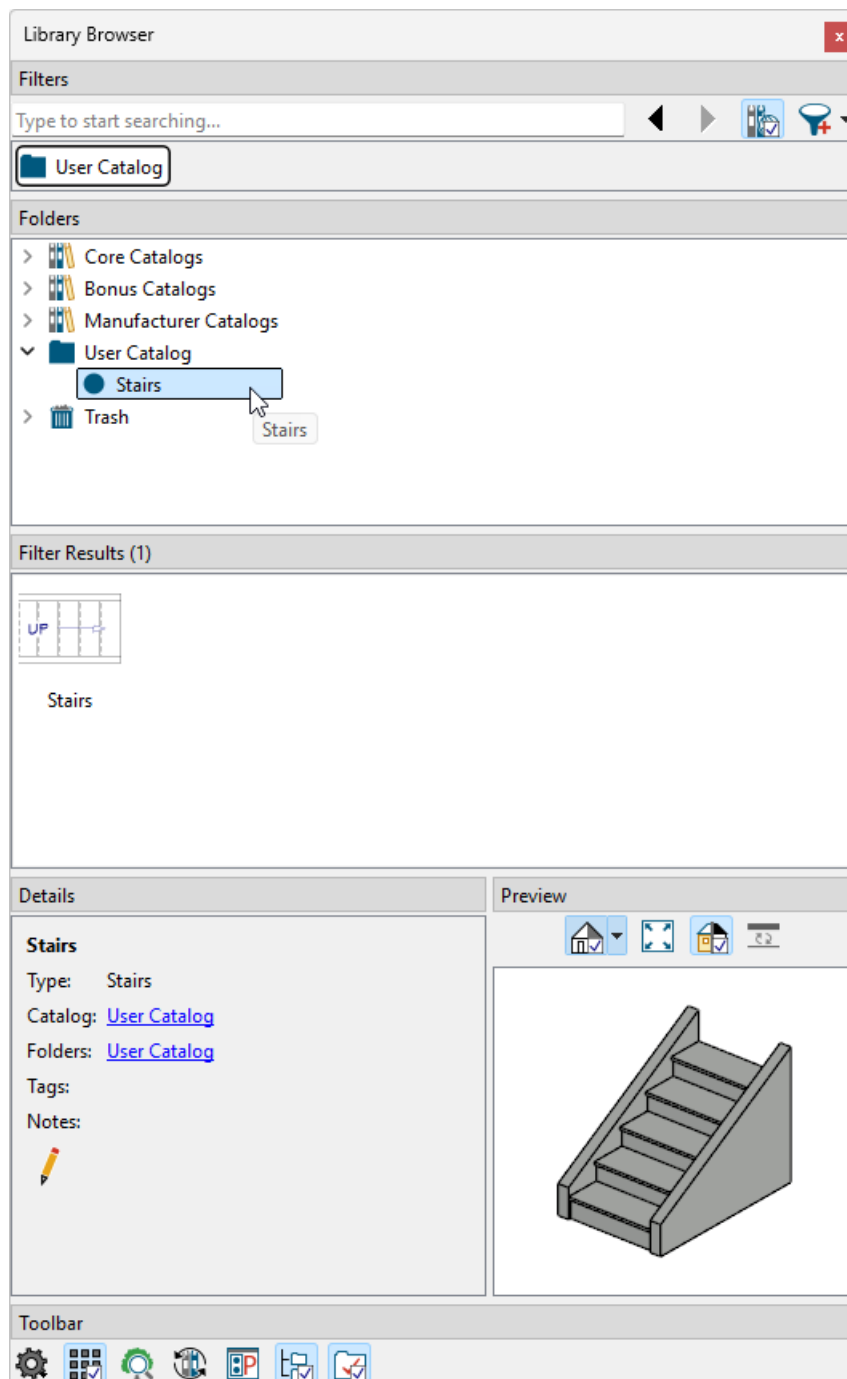 Library Browser
x
Filters
Type to start searching...
User Catalog
Folders
Core Catalogs
Bonus Catalogs
Manufacturer Catalogs
User Catalog
Stairs
Trash
Stairs
Filter Results (1)
UP
Stairs
Details
Preview
Stairs
Type: Stairs
Catalog: User Catalog
Folders: User Catalog
Tags:
Notes:
Toolbar
P